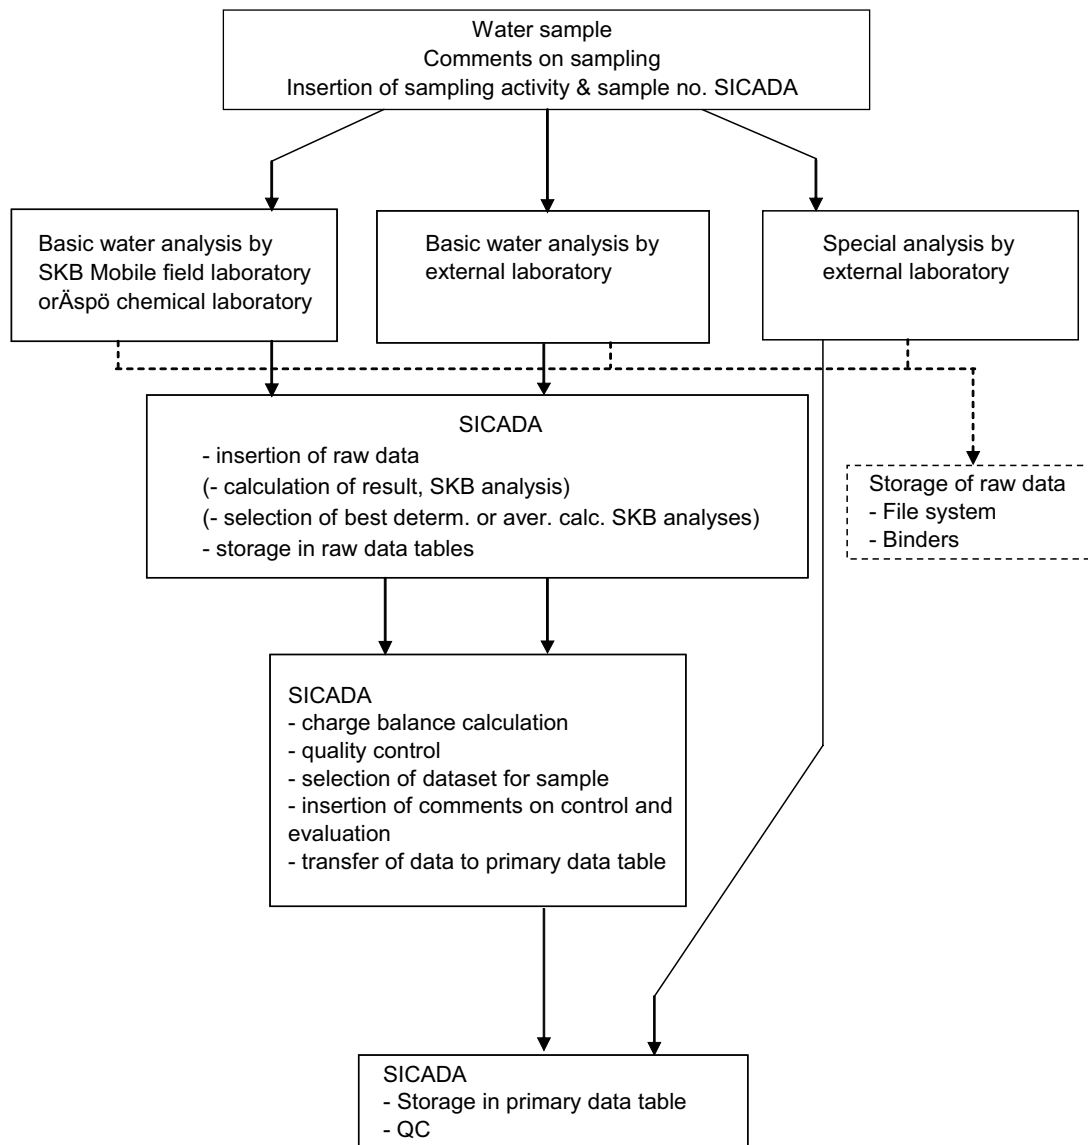 Water sample
Comments on sampling
Insertion of sampling activity & sample no. SICADA
Basic water analysis by
SKB Mobile field laboratory
orÄspö chemical laboratory
Basic water analysis by
external laboratory
Special analysis by
external laboratory
SICADA
- insertion of raw data
(- calculation of result, SKB analysis)
(- selection of best determ. or aver. calc. SKB analyses)
- storage in raw data tables
Storage of raw data
- File system
- Binders
SICADA
- charge balance calculation
- quality control
- selection of dataset for sample
- insertion of comments on control and
evaluation
- transfer of data to primary data table
SICADA
- Storage in primary data table
- QC